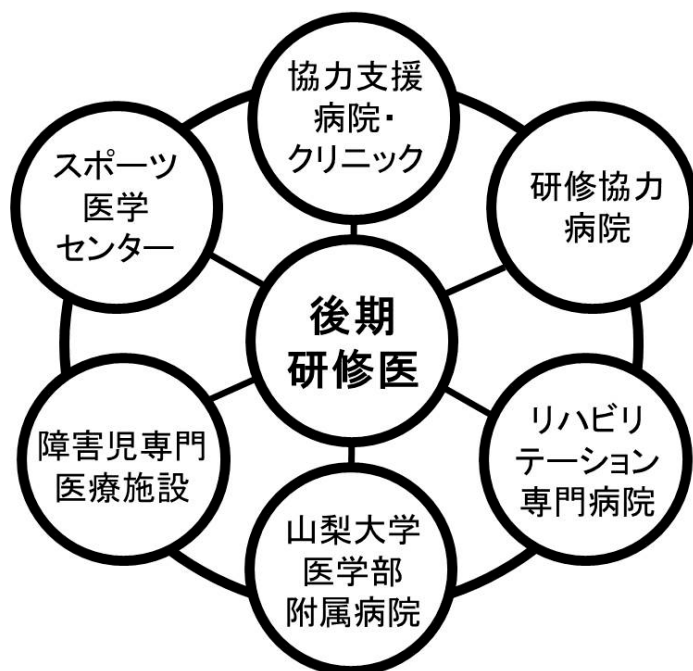 協力支援
病院・
クリニック
研修協力
病院
リハビリ
テーション
専門病院
山梨大学
医学部
附属病院
障害児専門
医療施設
スポーツ
医学
センター
後期
研修医